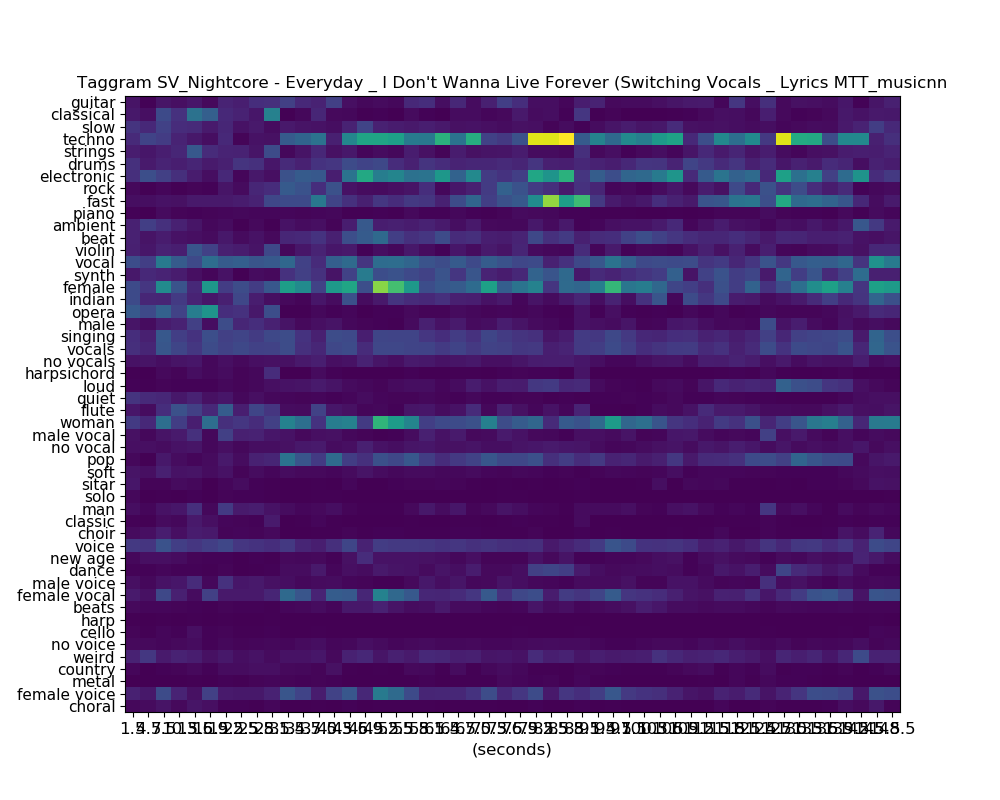 Taggram SV_Nightcore - Everyday _ I Don't Wanna Live Forever (Switching Vocals _ Lyrics MTT_musicnn
guitar
classical
slow
techno
strings
drums
electronic
rock
fast
piano
ambient
beat
violin
vocal
synth
female
indian
opera
male
singing
vocals
no vocals
harpsichord
loud
quiet
flute
woman
male vocal
no vocal
pop
soft
sitar
solo
man
classic
choir
voice
new age
dance
male voice
female vocal
beats
harp
cello
no voice
weird
country
metal
female voice
choral
(seconds)